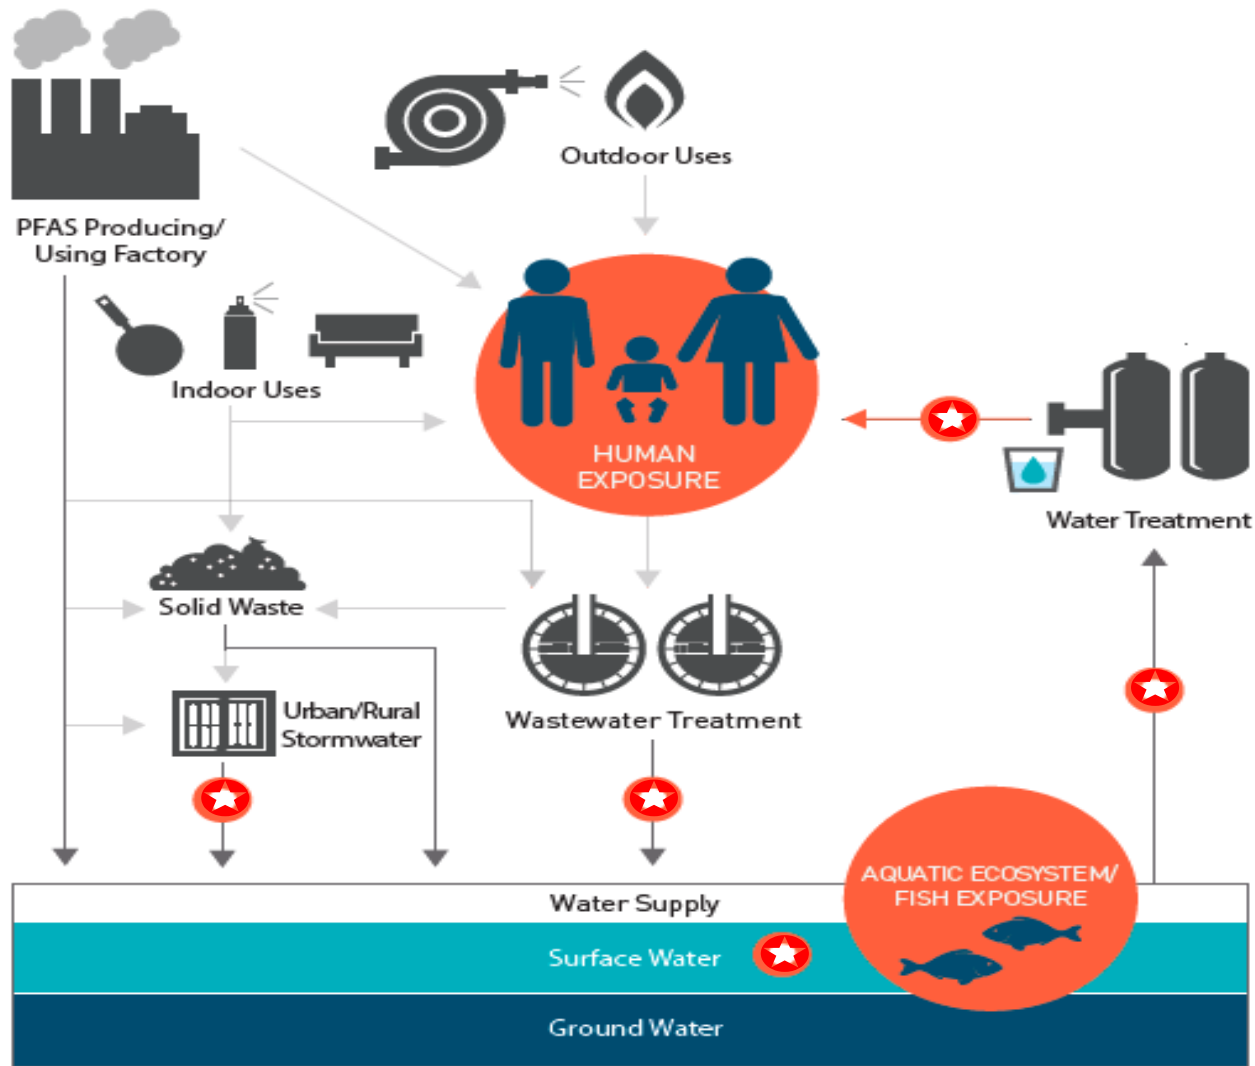 Outdoor Uses
PFAS Producing/
Using Factory
Indoor Uses
HUMAN
EXPOSURE
Water Treatment
Solid Waste
Urban/Rural
Stormwater
Wastewater Treatment
AQUATIC ECOSYSTEM/
FISH EXPOSURE
Water Supply
Surface Water
Ground Water